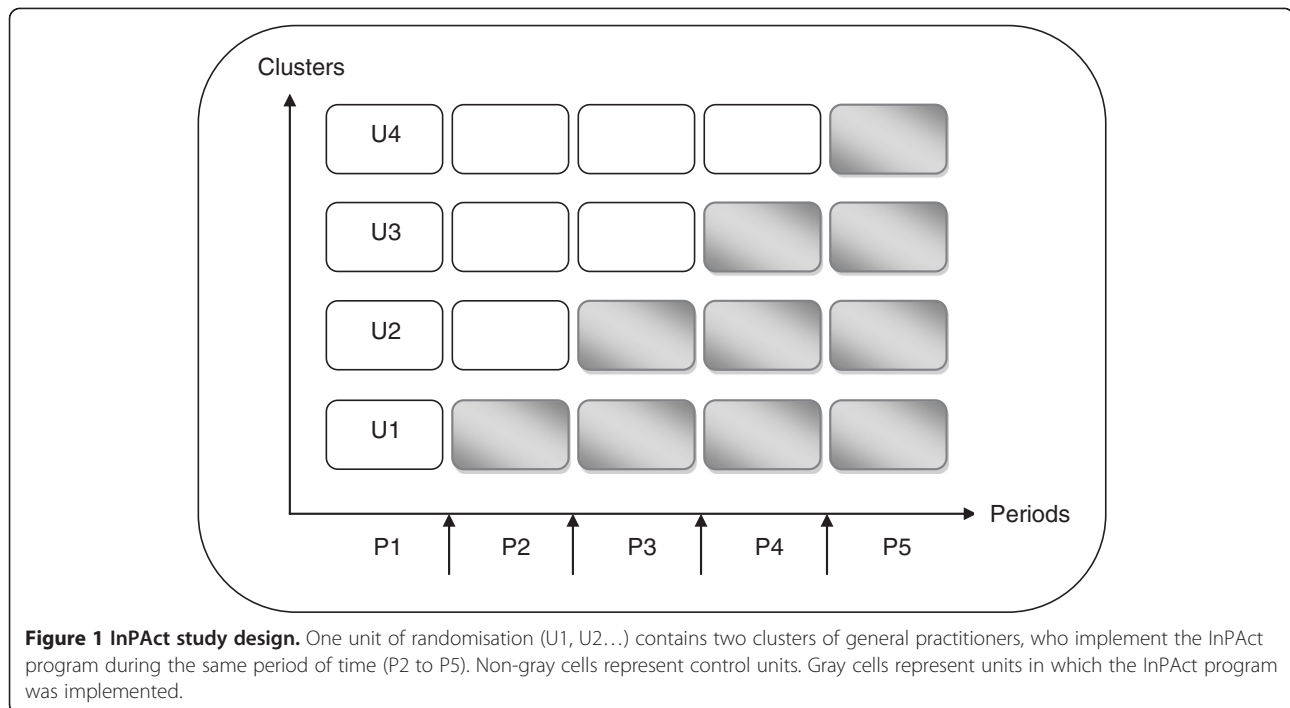 Clusters
U4
U3
U2
U1
Periods
P1 P2 P3 P4 P5
Figure 1 InPAct study design. One unit of randomisation (U1, U2…) contains two clusters of general practitioners, who implement the InPAct
program during the same period of time (P2 to P5). Non-gray cells represent control units. Gray cells represent units in which the InPAct program
was implemented.